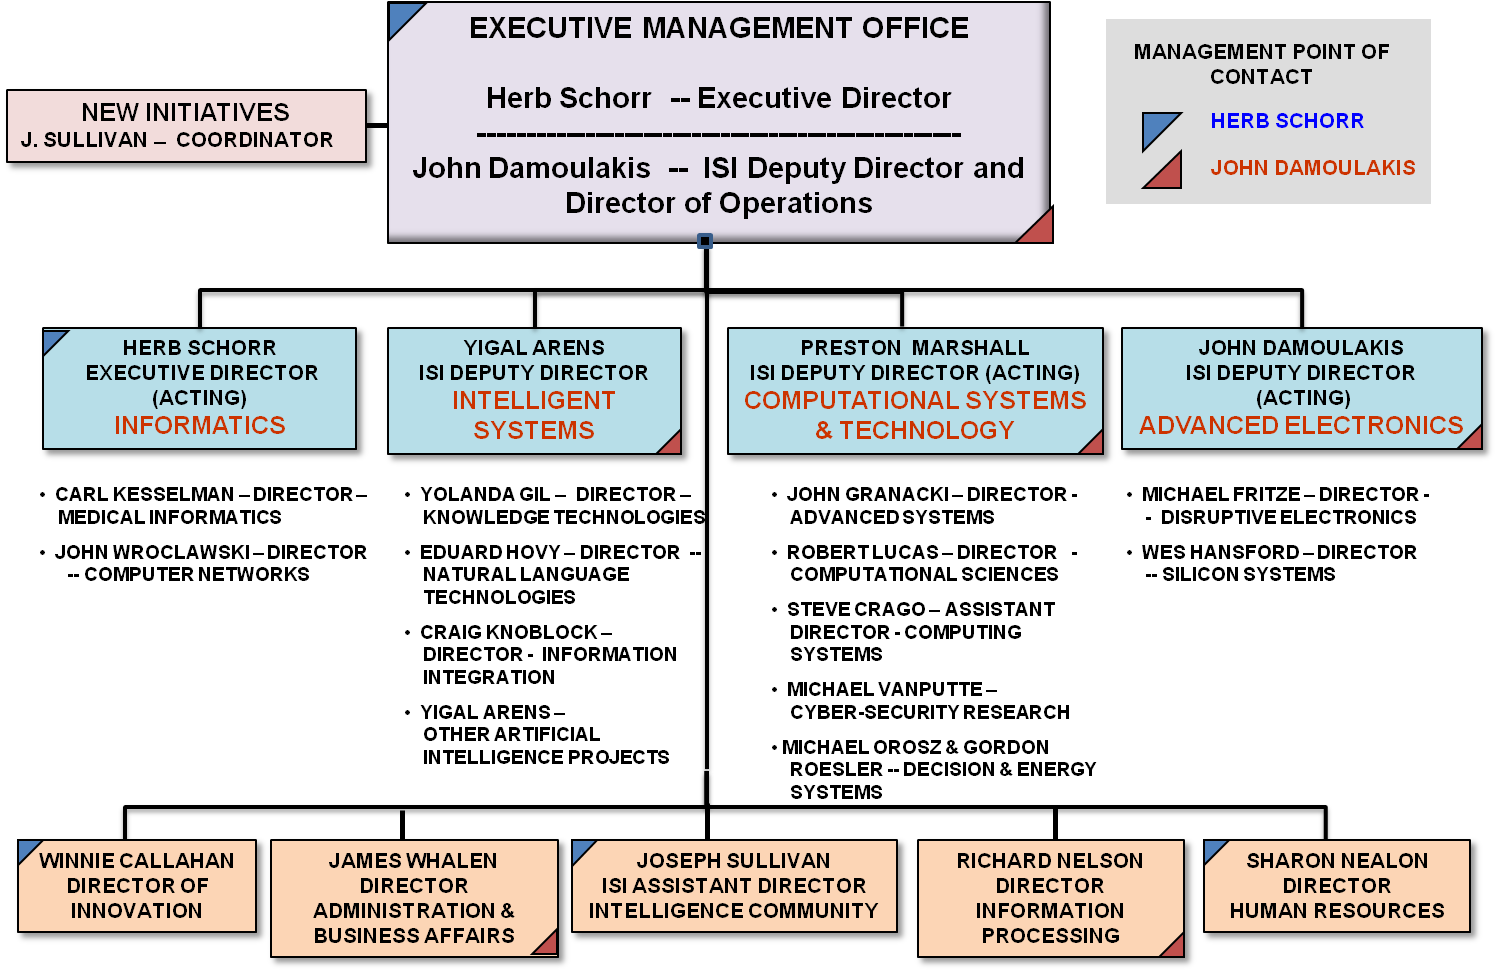 EXECUTIVE MANAGEMENT OFFICE
Herb Schorr -- Executive Director
------------------------------------------------
John Damoulakis -- ISI Deputy Director and
Director of Operations
NEW INITIATIVES
J. SULLIVAN – COORDINATOR
MANAGEMENT POINT OF
CONTACT
HERB SCHORR
JOHN DAMOULAKIS
HERB SCHORR
EXECUTIVE DIRECTOR
(ACTING)
INFORMATICS
YIGAL ARENS
ISI DEPUTY DIRECTOR
INTELLIGENT
SYSTEMS
PRESTON MARSHALL
ISI DEPUTY DIRECTOR (ACTING)
COMPUTATIONAL SYSTEMS
& TECHNOLOGY
JOHN DAMOULAKIS
ISI DEPUTY DIRECTOR
(ACTING)
ADVANCED ELECTRONICS
• CARL KESSELMAN – DIRECTOR –
MEDICAL INFORMATICS
• JOHN WROCLAWSKI – DIRECTOR
-- COMPUTER NETWORKS
• YOLANDA GIL – DIRECTOR –
KNOWLEDGE TECHNOLOGIES
• EDUARD HOVY – DIRECTOR --
NATURAL LANGUAGE
TECHNOLOGIES
• CRAIG KNOBLOCK –
DIRECTOR - INFORMATION
INTEGRATION
• YIGAL ARENS –
OTHER ARTIFICIAL
INTELLIGENCE PROJECTS
• JOHN GRANACKI – DIRECTOR -
ADVANCED SYSTEMS
• ROBERT LUCAS – DIRECTOR -
COMPUTATIONAL SCIENCES
• STEVE CRAGO – ASSISTANT
DIRECTOR - COMPUTING
SYSTEMS
• MICHAEL VANPUTTE –
CYBER-SECURITY RESEARCH
• MICHAEL OROSZ & GORDON
ROESLER -- DECISION & ENERGY
SYSTEMS
• MICHAEL FRITZE – DIRECTOR -
- DISRUPTIVE ELECTRONICS
• WES HANSFORD – DIRECTOR
-- SILICON SYSTEMS
WINNIE CALLAHAN
DIRECTOR OF
INNOVATION
JAMES WHALEN
DIRECTOR
ADMINISTRATION &
BUSINESS AFFAIRS
JOSEPH SULLIVAN
ISI ASSISTANT DIRECTOR
INTELLIGENCE COMMUNITY
RICHARD NELSON
DIRECTOR
INFORMATION
PROCESSING
SHARON NEALON
DIRECTOR
HUMAN RESOURCES